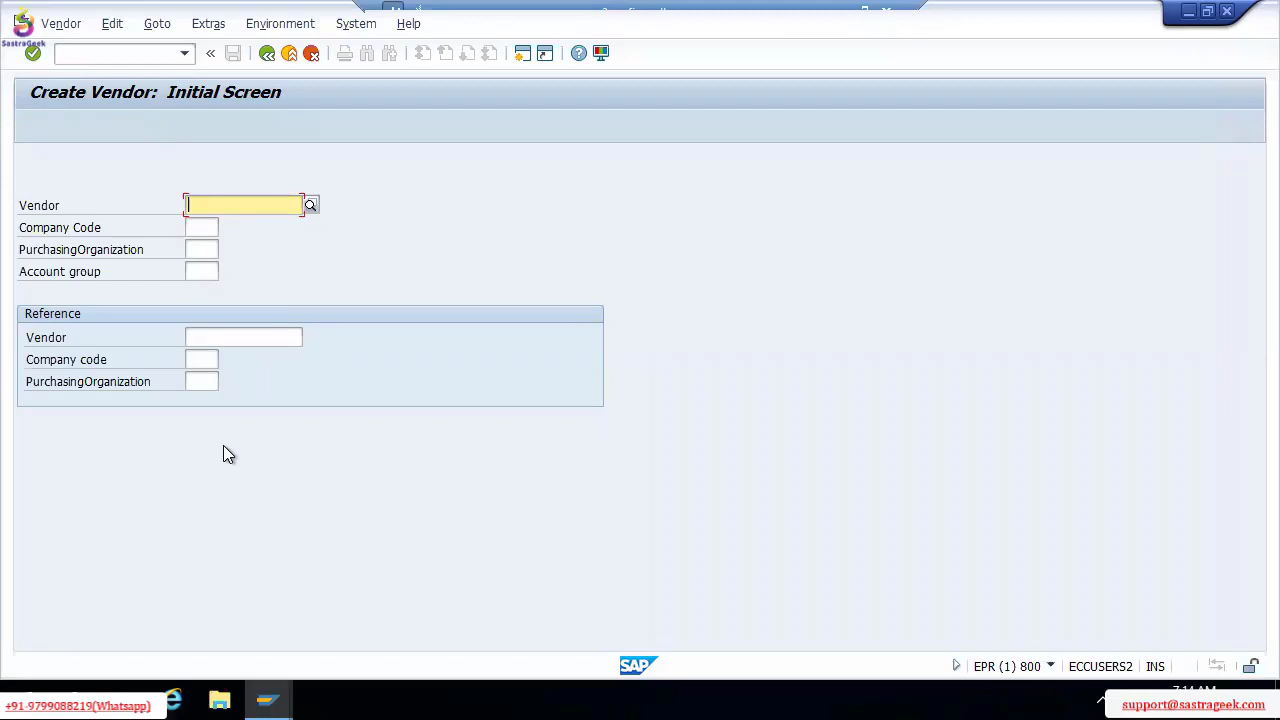 Vendor Edit Goto Extras Environment System Help
SastraGeek
Create Vendor: Initial Screen
Vendor
Company Code
PurchasingOrganization
Account group
Reference
Vendor
Company code
PurchasingOrganization
SAP
EPR (1) 800 ECCUSERS2 INS
+91-9799088219(Whatsapp)
support@sastrageek.com